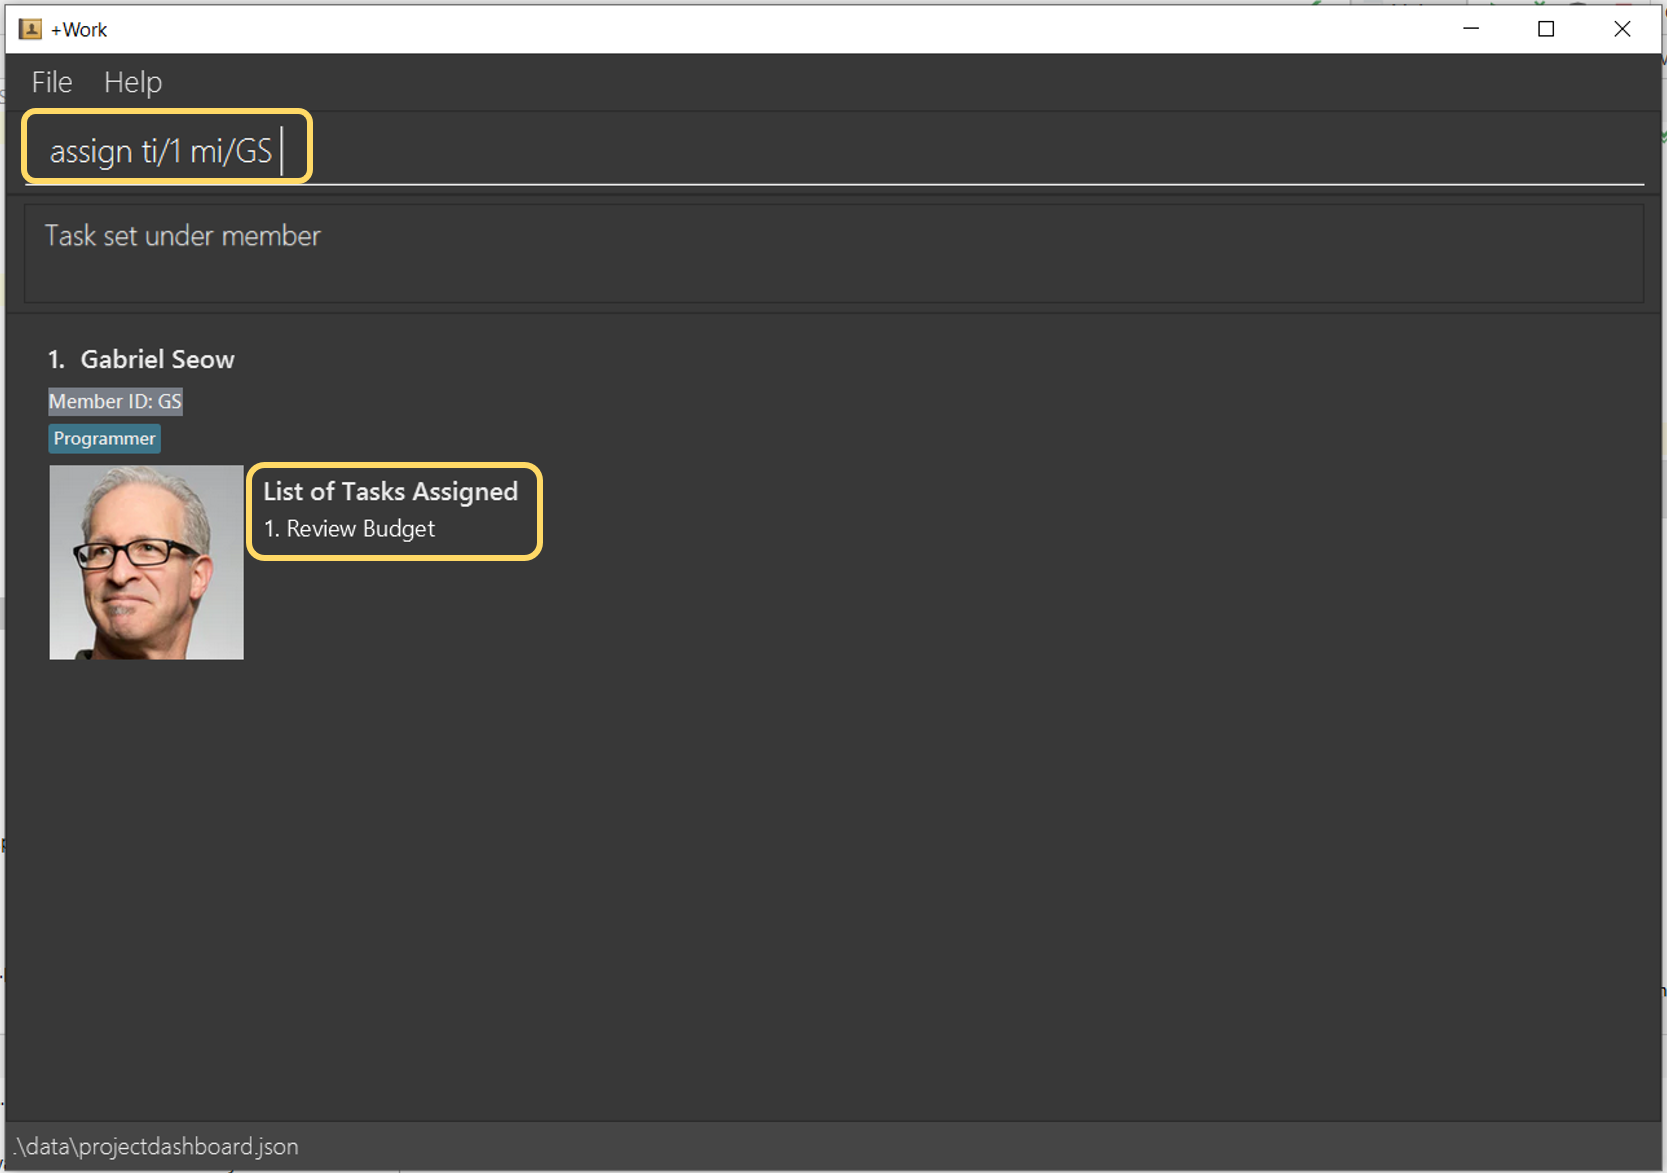 +Work
File Help
assign ti/1 mi/GS
Task set under member
1. Gabriel Seow
Member ID: GS
Programmer
List of Tasks Assigned
1. Review Budget
.\data\projectdashboard.json